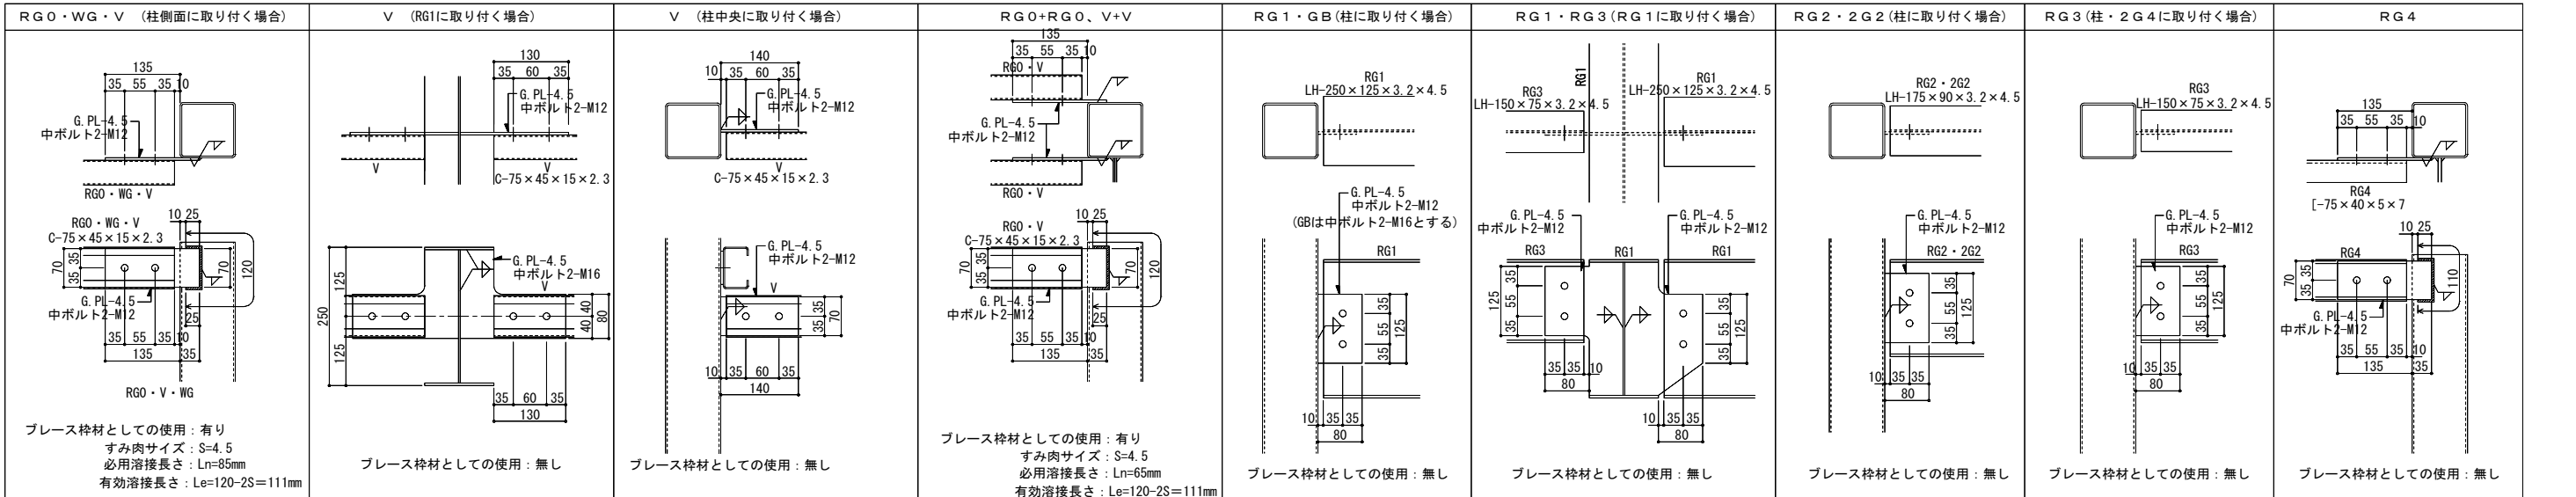 RG0・WG・V (柱側面に取り付く場合)
135
35 55 35 10
G.PL-4.5
中ボルト2-M12
RG0・WG・V
RG0・WG・V
C-75×45×15×2.3
10 25
70
35 35
70
120
G.PL-4.5
中ボルト2-M12
25
35 55 35 10
135 35
RG0・V・WG
ブレース枠材としての使用:有り
すみ肉サイズ:S=4.5
必用溶接長さ:Ln=85mm
有効溶接長さ:Le=120-2S=111mm
V (RG1に取り付く場合)
130
35 60 35
G.PL-4.5
中ボルト2-M12
V
V
C-75×45×15×2.3
G.PL-4.5
中ボルト2-M16
V
250
125
125
40 40
80
35 60 35
130
ブレース枠材としての使用:無し
V (柱中央に取り付く場合)
140
10 35 60 35
G.PL-4.5
中ボルト2-M12
V
C-75×45×15×2.3
G.PL-4.5
中ボルト2-M12
V
35 35
70
10 35 60 35
140
ブレース枠材としての使用:無し
RG0+RG0、V+V
135
35 55 35 10
RG0・V
G.PL-4.5
中ボルト2-M12
RG0・V
RG0・V
C-75×45×15×2.3
10 25
70
35 35
70
120
G.PL-4.5
中ボルト2-M12
25
35 55 35 10
135 35
ブレース枠材としての使用:有り
すみ肉サイズ:S=4.5
必用溶接長さ:Ln=65mm
有効溶接長さ:Le=120-2S=111mm
RG1・GB(柱に取り付く場合)
RG1
LH-250×125×3.2×4.5
G.PL-4.5
中ボルト2-M12
(GBは中ボルト2-M16とする)
RG1
35 55 35
125
10 35 35
80
ブレース枠材としての使用:無し
RG1・RG3(RG1に取り付く場合)
RG1
RG3
LH-150×75×3.2×4.5
RG1
LH-250×125×3.2×4.5
G.PL-4.5
中ボルト2-M12
G.PL-4.5
中ボルト2-M12
RG3
RG1
RG1
125
35 55 35
35 55 35
125
35 35 10
80
10 35 35
80
ブレース枠材としての使用:無し
RG2・2G2(柱に取り付く場合)
RG2・2G2
LH-175×90×3.2×4.5
G.PL-4.5
中ボルト2-M12
RG2・2G2
35 55 35
125
10 35 35
80
ブレース枠材としての使用:無し
RG3(柱・2G4に取り付く場合)
RG3
LH-150×75×3.2×4.5
G.PL-4.5
中ボルト2-M12
RG3
35 55 35
125
10 35 35
80
ブレース枠材としての使用:無し
RG4
135
35 55 35 10
RG4
[-75×40×5×7
10 25
RG4
70
35 35
110
G.PL-4.5
中ボルト2-M12
35 55 35 10
135 35
ブレース枠材としての使用:無し